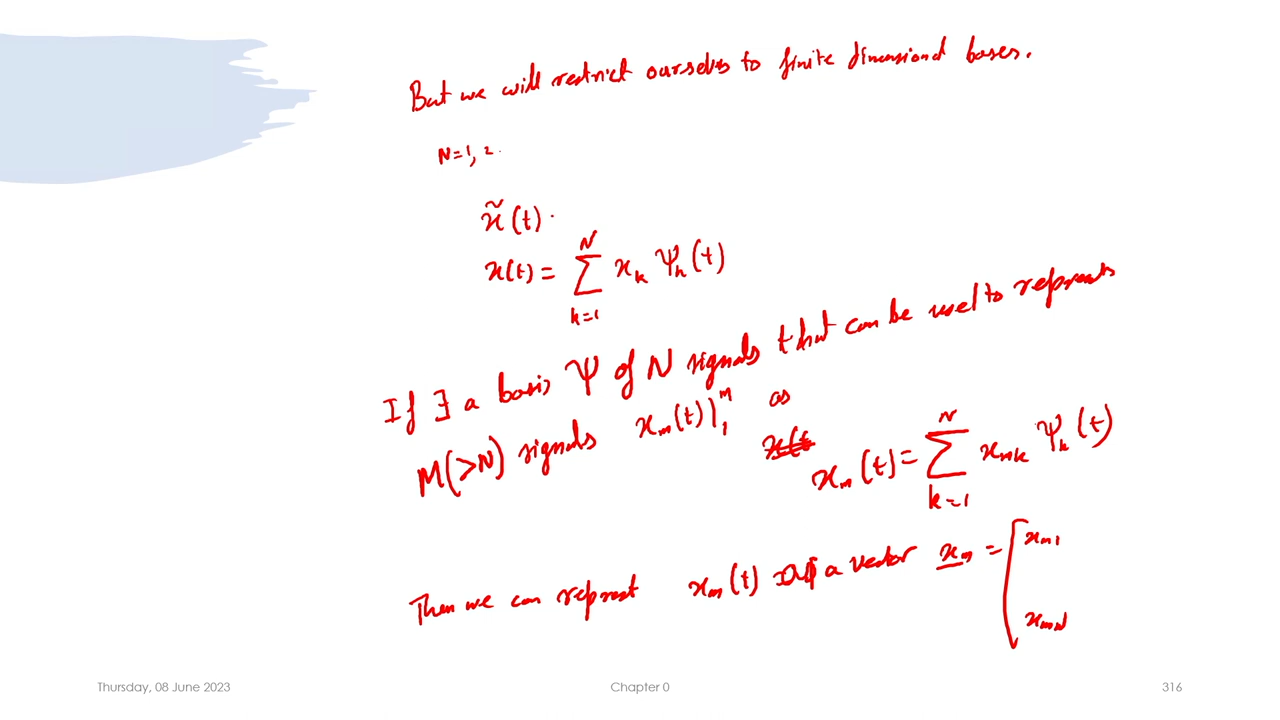 But we will restrict ourselves to finite dimensional bases.
N=1, 2.
x̃(t).
x(t) = ∑_{k=1}^{N} x_k Ψ_k(t)
If ∃ a basis Ψ of N signals that can be used to represents
M(>N) signals x_m(t)|_1^M as
x_m(t) = ∑_{k=1}^{N} x_{mk} Ψ_k(t)
Then we can represent x_m(t) a vector x_m = [ x_{m1}
x_{mN}
Thursday, 08 June 2023 Chapter 0 316